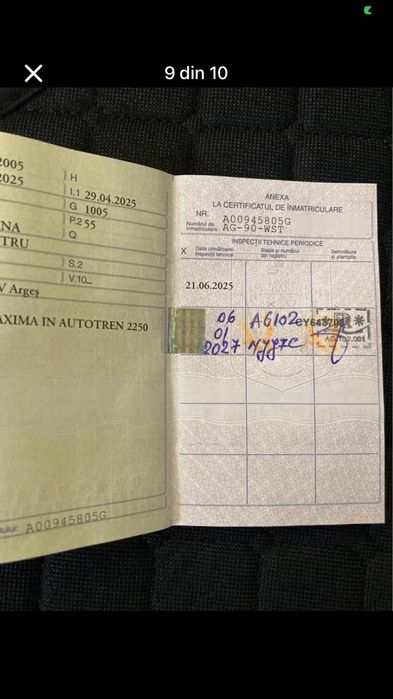 9 din 10
2005
2025
H
I.1 29.04.2025
G 1005
P.2 55
Q
NA
TRU
S.2
V.10
V Argeș
AXIMA IN AUTOTREN 2250
A00945805G
ANEXA
LA CERTIFICATUL DE ÎNMATRICULARE
NR. A00945805G
Numărul de înmatriculare AG-90-WST
INSPECȚII TEHNICE PERIODICE
X
Data următoarei inspecții tehnice
Stația și numărul din registru
Semnătura și ștampila
21.06.2025
06 A6102
01
2027